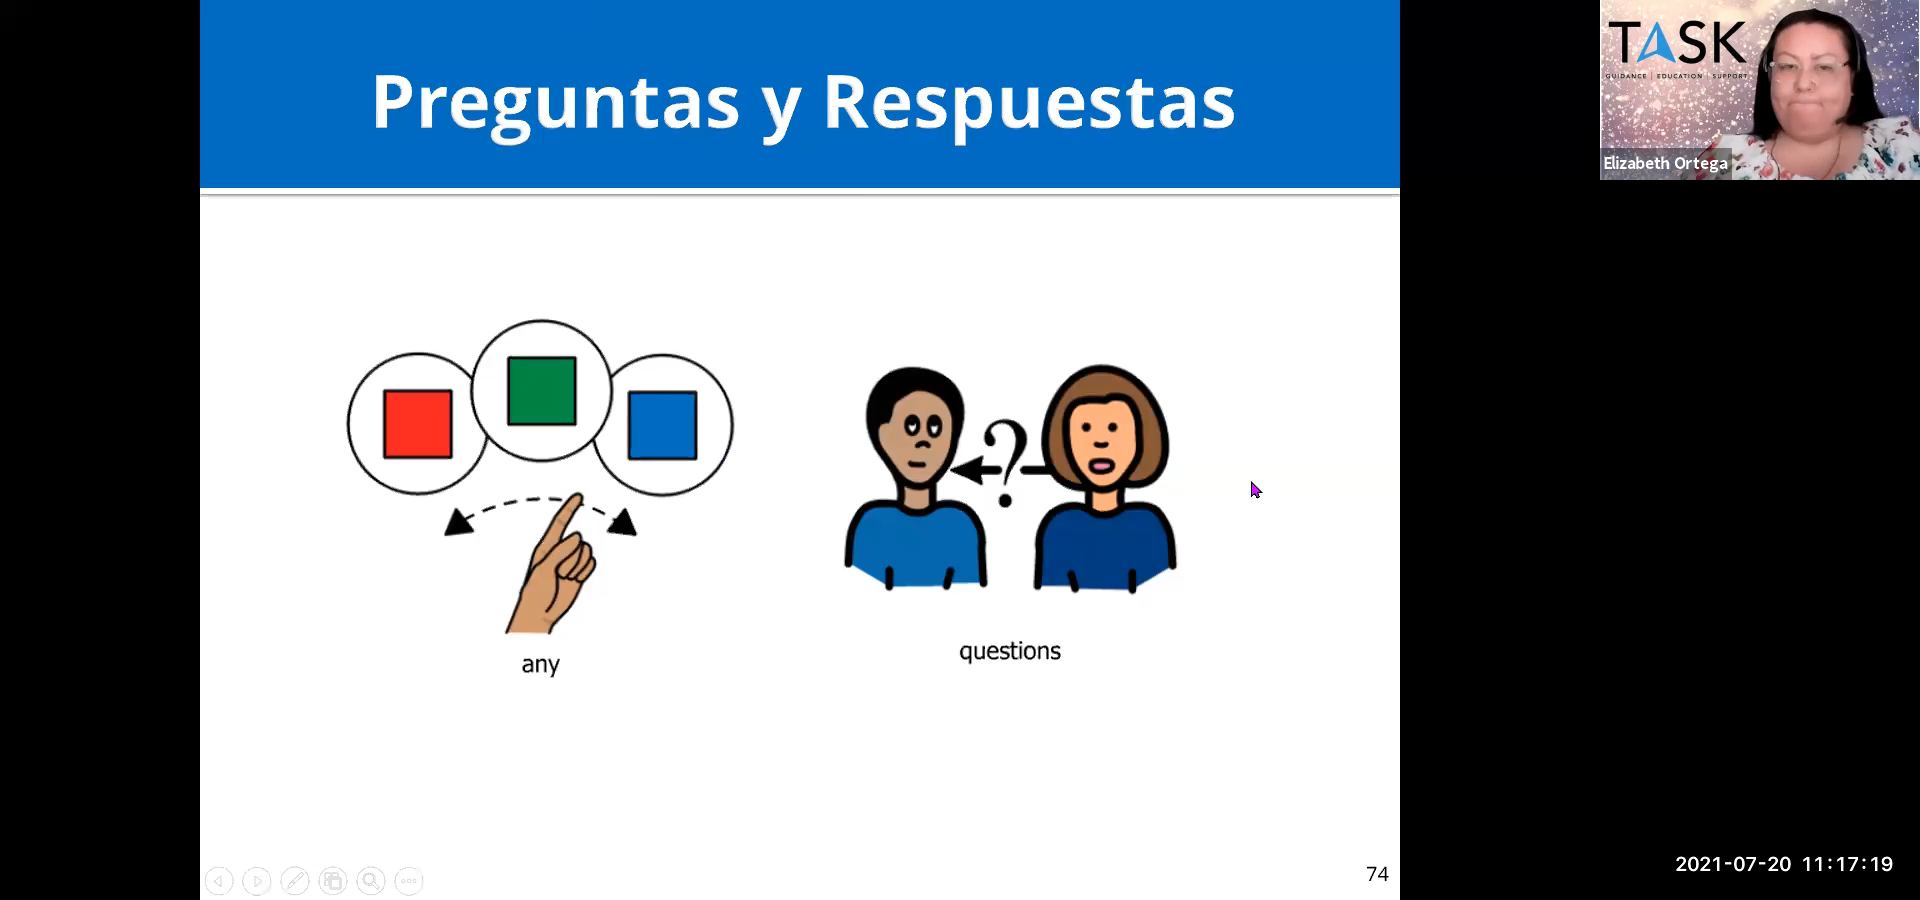 Preguntas y Respuestas
TASK
GUIDANCE | EDUCATION | SUPPORT
Elizabeth Ortega
?
any
questions
74
2021-07-20 11:17:19